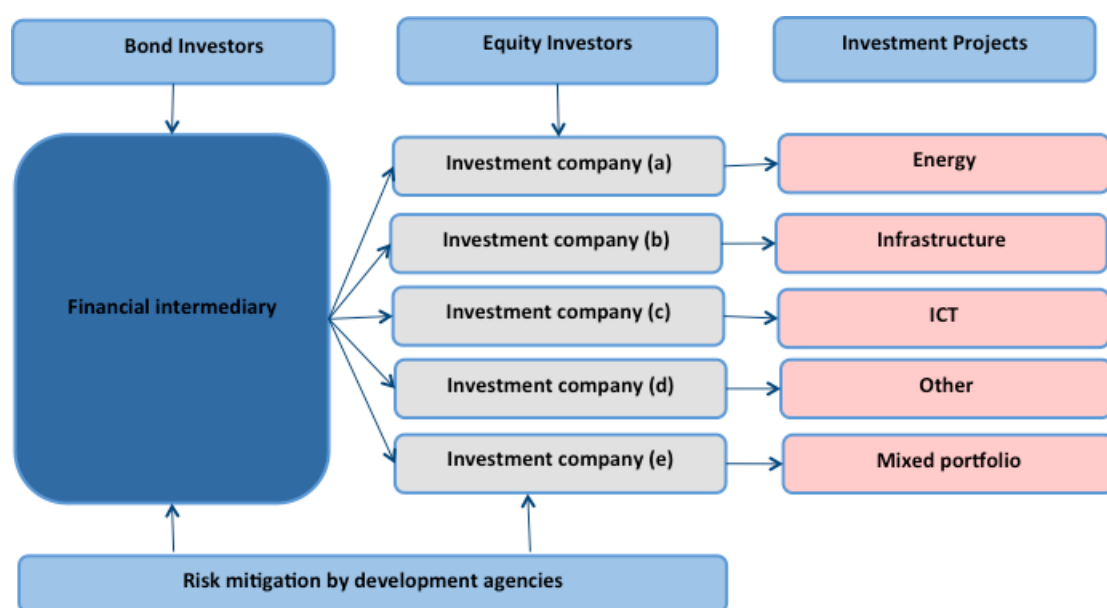 Bond Investors
Equity Investors
Investment Projects
Financial intermediary
Investment company (a)
Energy
Investment company (b)
Infrastructure
Investment company (c)
ICT
Investment company (d)
Other
Investment company (e)
Mixed portfolio
Risk mitigation by development agencies